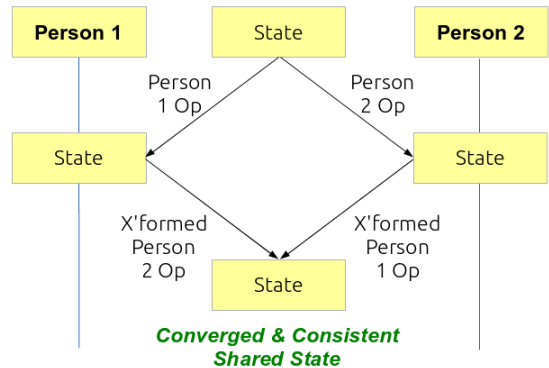 Person 1
State
Person 2
Person
1 Op
Person
2 Op
State
State
X'formed
Person
2 Op
X'formed
Person
1 Op
State
Converged & Consistent
Shared State